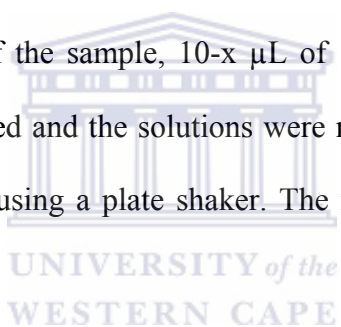 f the sample, 10-x µL of
ed and the solutions were
using a plate shaker. The
UNIVERSITY of the
WESTERN CAPE